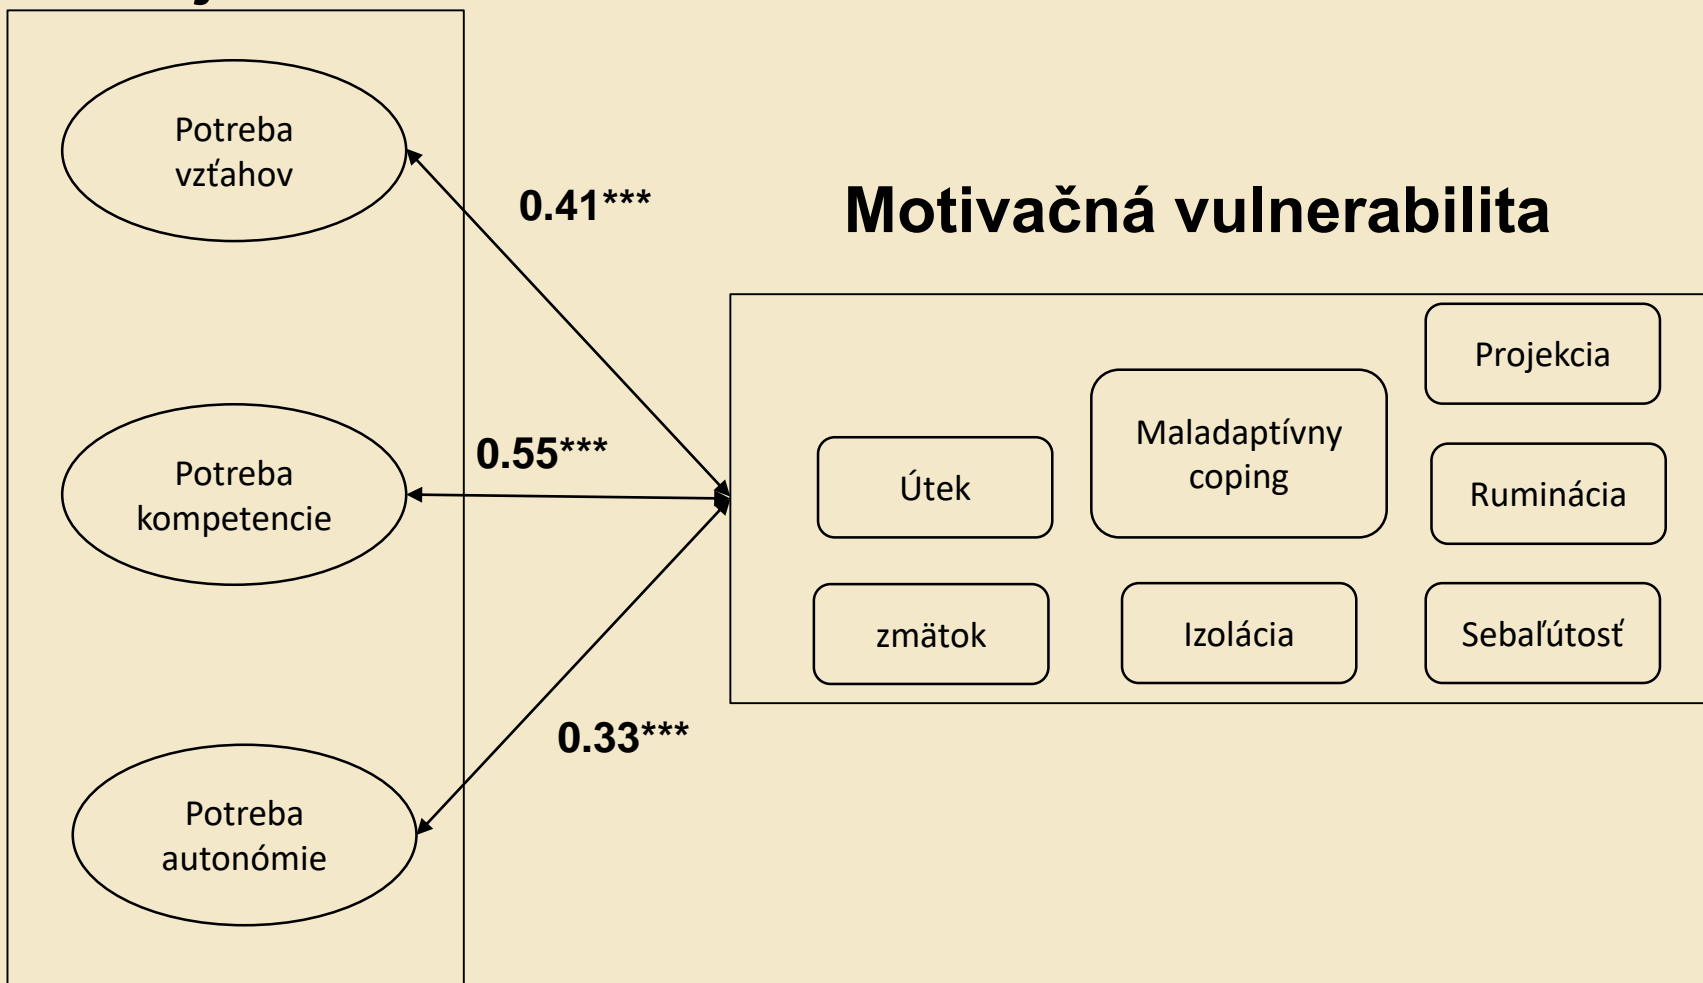 Potreba
vzťahov
0.41***
Motivačná vulnerabilita
Projekcia
Maladaptívny
coping
Potreba
kompetencie
0.55***
Útek
Ruminácia
zmätok
Izolácia
Sebaľútosť
0.33***
Potreba
autonómie